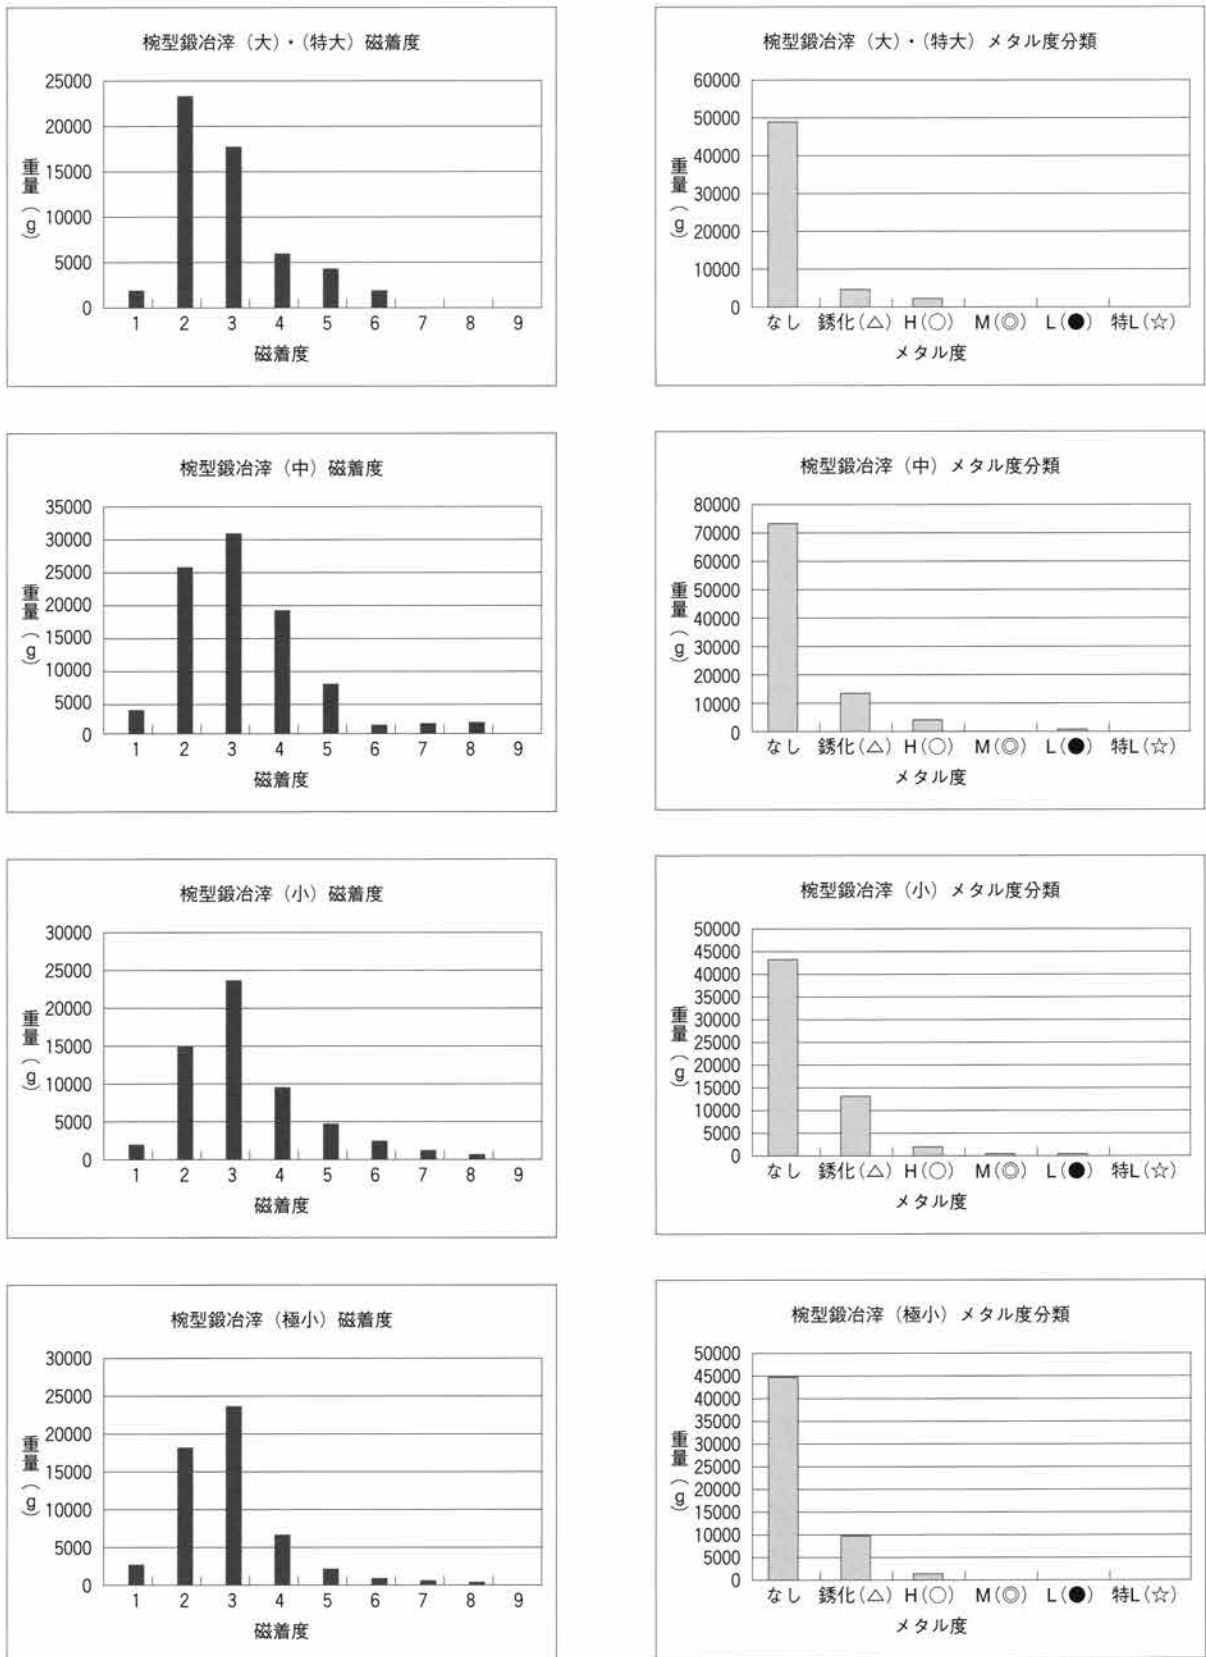 椀型鍛冶滓（大）・（特大）磁着度
25000
20000
15000
10000
5000
0
重量（g）
1 2 3 4 5 6 7 8 9
磁着度
椀型鍛冶滓（大）・（特大）メタル度分類
60000
50000
40000
30000
20000
10000
0
重量（g）
なし 銹化(△) H(○) M(◎) L(●) 特L(☆)
メタル度
椀型鍛冶滓（中）磁着度
35000
30000
25000
20000
15000
10000
5000
0
重量（g）
1 2 3 4 5 6 7 8 9
磁着度
椀型鍛冶滓（中）メタル度分類
80000
70000
60000
50000
40000
30000
20000
10000
0
重量（g）
なし 銹化(△) H(○) M(◎) L(●) 特L(☆)
メタル度
椀型鍛冶滓（小）磁着度
30000
25000
20000
15000
10000
5000
0
重量（g）
1 2 3 4 5 6 7 8 9
磁着度
椀型鍛冶滓（小）メタル度分類
50000
45000
40000
35000
30000
25000
20000
15000
10000
5000
0
重量（g）
なし 銹化(△) H(○) M(◎) L(●) 特L(☆)
メタル度
椀型鍛冶滓（極小）磁着度
30000
25000
20000
15000
10000
5000
0
重量（g）
1 2 3 4 5 6 7 8 9
磁着度
椀型鍛冶滓（極小）メタル度分類
50000
45000
40000
35000
30000
25000
20000
15000
10000
5000
0
重量（g）
なし 銹化(△) H(○) M(◎) L(●) 特L(☆)
メタル度